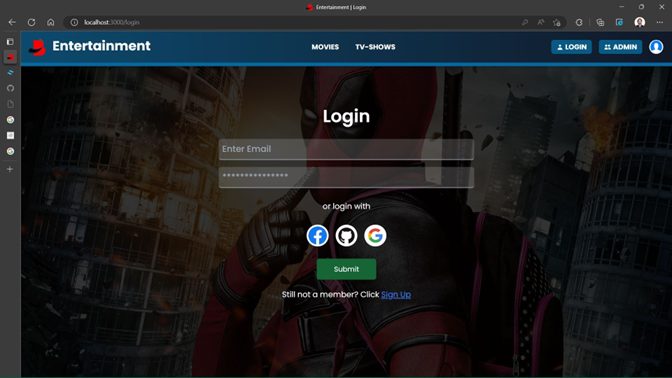 Entertainment | Login
localhost:3000/login
Entertainment
MOVIES
TV-SHOWS
LOGIN
ADMIN
Login
Enter Email
***************
or login with
Submit
Still not a member? Click Sign Up